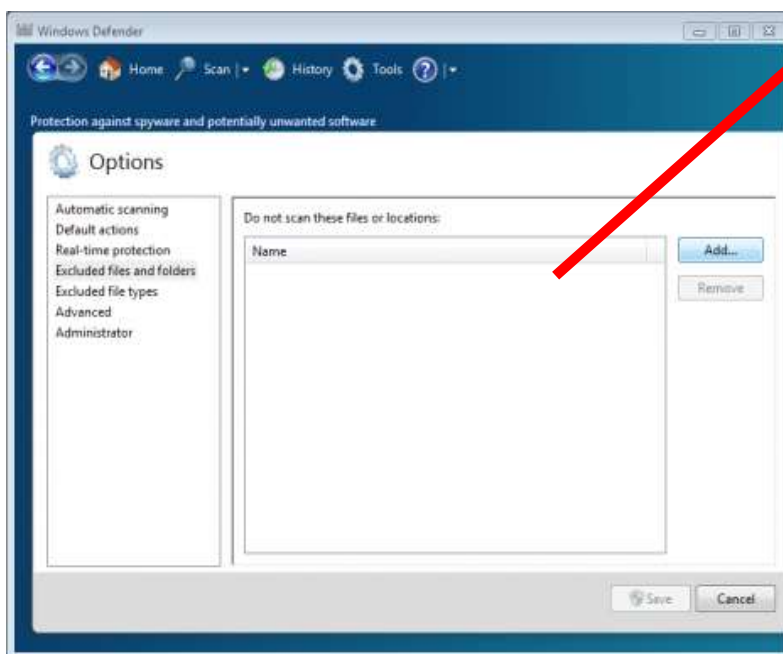 Windows Defender
Home Scan History Tools
Protection against spyware and potentially unwanted software
Options
Automatic scanning
Default actions
Real-time protection
Excluded files and folders
Excluded file types
Advanced
Administrator
Do not scan these files or locations:
Name
Add...
Remove
Save Cancel